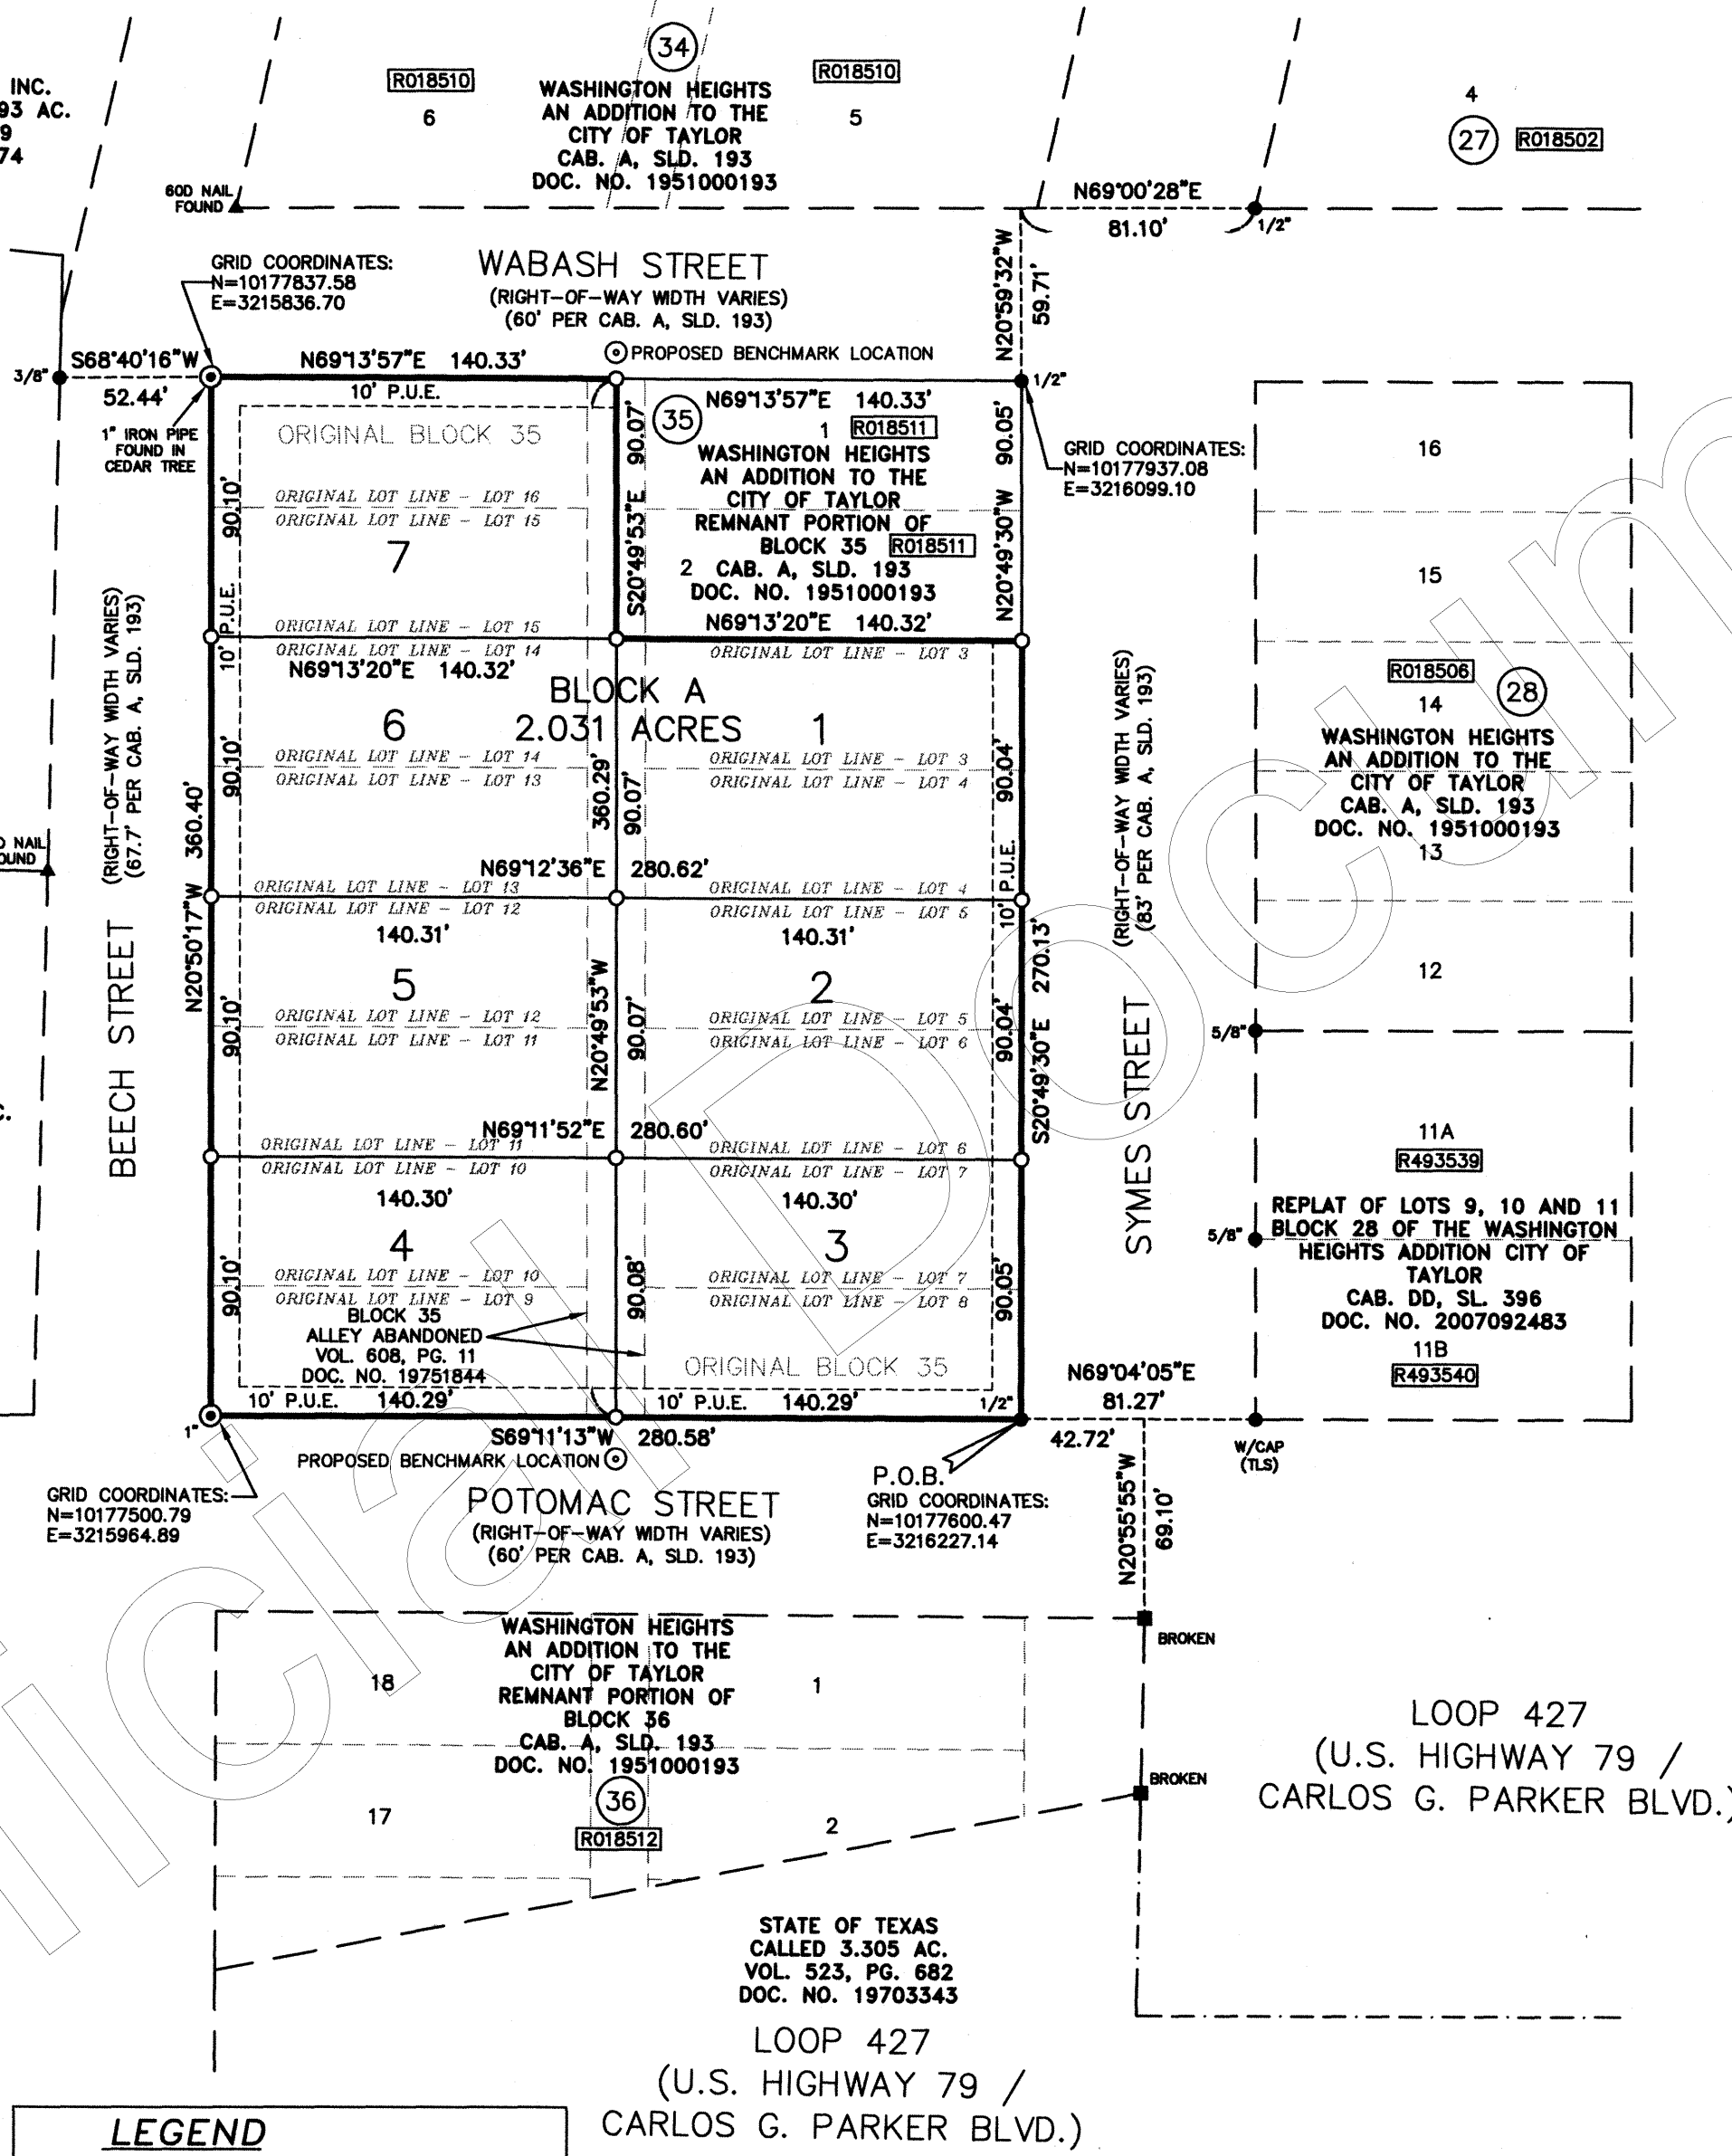 INC.
93 AC.
9
74
R018510
6
34
WASHINGTON HEIGHTS
AN ADDITION TO THE
CITY OF TAYLOR
CAB. A, SLD. 193
DOC. NO. 1951000193
R018510
5
4
27 R018502
60D NAIL
FOUND
N69°00'28"E
81.10'
1/2"
GRID COORDINATES:
N=10177837.58
E=3215836.70
WABASH STREET
(RIGHT-OF-WAY WIDTH VARIES)
(60' PER CAB. A, SLD. 193)
N20°59'32"W
59.71'
PROPOSED BENCHMARK LOCATION
3/8"
S68°40'16"W
52.44'
N69°13'57"E 140.33'
10' P.U.E.
1" IRON PIPE
FOUND IN
CEDAR TREE
ORIGINAL BLOCK 35
1/2"
35
N69°13'57"E 140.33'
1 R018511
WASHINGTON HEIGHTS
AN ADDITION TO THE
CITY OF TAYLOR
REMNANT PORTION OF
BLOCK 35 R018511
2 CAB. A, SLD. 193
DOC. NO. 1951000193
N69°13'20"E 140.32'
S20°49'53"E 90.07'
N20°49'30"W 90.05'
GRID COORDINATES:
N=10177937.08
E=3216099.10
90.10'
ORIGINAL LOT LINE - LOT 16
ORIGINAL LOT LINE - LOT 15
7
10' P.U.E.
ORIGINAL LOT LINE - LOT 15
ORIGINAL LOT LINE - LOT 14
N69°13'20"E 140.32'
ORIGINAL LOT LINE - LOT 3
BLOCK A
2.031 ACRES
6
1
ORIGINAL LOT LINE - LOT 14
ORIGINAL LOT LINE - LOT 13
ORIGINAL LOT LINE - LOT 3
ORIGINAL LOT LINE - LOT 4
90.10'
360.29'
90.07'
90.04'
10' P.U.E.
N69°12'36"E 280.62'
ORIGINAL LOT LINE - LOT 13
ORIGINAL LOT LINE - LOT 12
140.31'
ORIGINAL LOT LINE - LOT 4
ORIGINAL LOT LINE - LOT 5
140.31'
5
2
ORIGINAL LOT LINE - LOT 12
ORIGINAL LOT LINE - LOT 11
ORIGINAL LOT LINE - LOT 5
ORIGINAL LOT LINE - LOT 6
90.10'
N20°49'53"W
90.07'
90.04'
N69°11'52"E 280.60'
ORIGINAL LOT LINE - LOT 11
ORIGINAL LOT LINE - LOT 10
140.30'
ORIGINAL LOT LINE - LOT 6
ORIGINAL LOT LINE - LOT 7
140.30'
4
3
ORIGINAL LOT LINE - LOT 10
ORIGINAL LOT LINE - LOT 9
ORIGINAL LOT LINE - LOT 7
ORIGINAL LOT LINE - LOT 8
90.10'
90.08'
90.05'
BLOCK 35
ALLEY ABANDONED
VOL. 608, PG. 11
DOC. NO. 19751844
ORIGINAL BLOCK 35
10' P.U.E. 140.29'
10' P.U.E. 140.29'
1/2"
1"
S69°11'13"W 280.58'
PROPOSED BENCHMARK LOCATION
BEECH STREET
(RIGHT-OF-WAY WIDTH VARIES)
(67.7' PER CAB. A, SLD. 193)
N20°50'17"W 360.40'
D NAIL
OUND
C.
SYMES STREET
(RIGHT-OF-WAY WIDTH VARIES)
(83' PER CAB. A, SLD. 193)
S20°49'30"E 270.13'
16
15
R018506
14
28
WASHINGTON HEIGHTS
AN ADDITION TO THE
CITY OF TAYLOR
CAB. A, SLD. 193
DOC. NO. 1951000193
13
12
5/8"
11A
R493539
REPLAT OF LOTS 9, 10 AND 11
BLOCK 28 OF THE WASHINGTON
HEIGHTS ADDITION CITY OF
TAYLOR
CAB. DD, SL. 396
DOC. NO. 2007092483
5/8"
11B
R493540
N69°04'05"E
81.27'
42.72'
W/CAP
(TLS)
GRID COORDINATES:
N=10177500.79
E=3215964.89
POTOMAC STREET
(RIGHT-OF-WAY WIDTH VARIES)
(60' PER CAB. A, SLD. 193)
P.O.B.
GRID COORDINATES:
N=10177600.47
E=3216227.14
N20°55'55"W
69.10'
BROKEN
BROKEN
18
WASHINGTON HEIGHTS
AN ADDITION TO THE
CITY OF TAYLOR
REMNANT PORTION OF
BLOCK 36
CAB. A, SLD. 193
DOC. NO. 1951000193
1
17
36
R018512
2
LOOP 427
(U.S. HIGHWAY 79 /
CARLOS G. PARKER BLVD.)
STATE OF TEXAS
CALLED 3.305 AC.
VOL. 523, PG. 682
DOC. NO. 19703343
LOOP 427
(U.S. HIGHWAY 79 /
CARLOS G. PARKER BLVD.)
LEGEND
ficial Docum